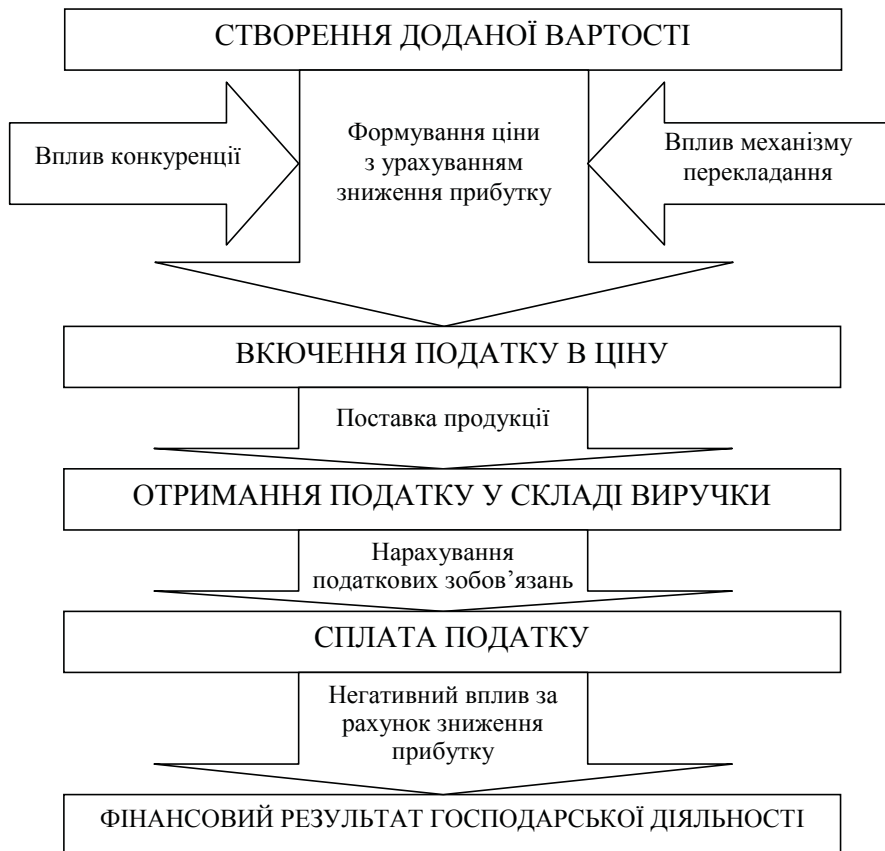 СТВОРЕННЯ ДОДАНОЇ ВАРТОСТІ
Вплив конкуренції
Формування ціни
з урахуванням
зниження прибутку
Вплив механізму
перекладання
ВКЮЧЕННЯ ПОДАТКУ В ЦІНУ
Поставка продукції
ОТРИМАННЯ ПОДАТКУ У СКЛАДІ ВИРУЧКИ
Нарахування
податкових зобов’язань
СПЛАТА ПОДАТКУ
Негативний вплив за
рахунок зниження
прибутку
ФІНАНСОВИЙ РЕЗУЛЬТАТ ГОСПОДАРСЬКОЇ ДІЯЛЬНОСТІ